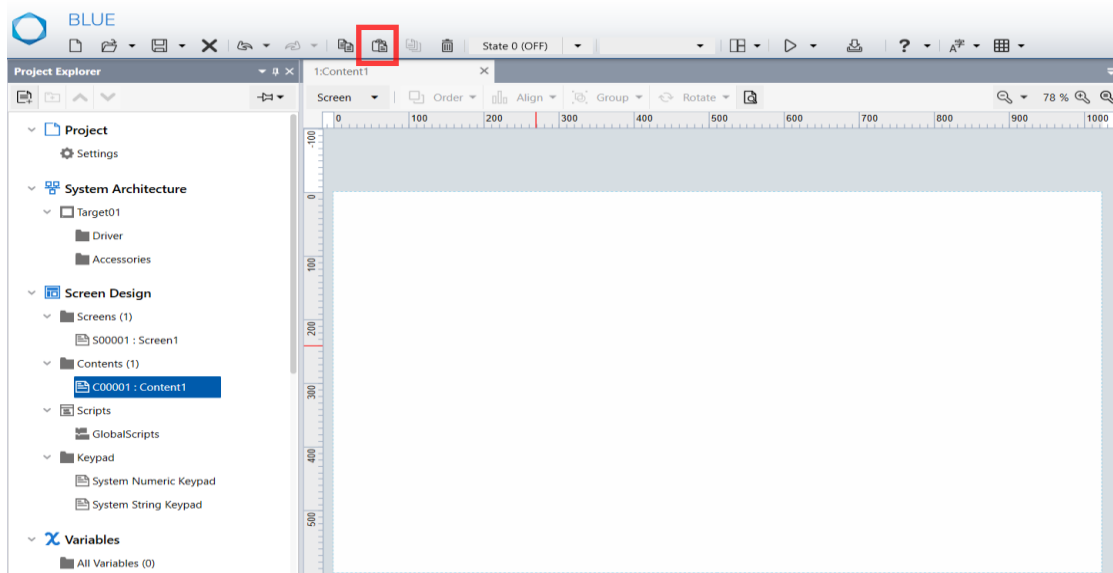 BLUE
State 0 (OFF)
?
Project Explorer
1:Content1
Screen
Order
Align
Group
Rotate
78 %
0 100 200 300 400 500 600 700 800 900 1000
-100
0
100
200
300
400
500
Project
Settings
System Architecture
Target01
Driver
Accessories
Screen Design
Screens (1)
S00001 : Screen1
Contents (1)
C00001 : Content1
Scripts
GlobalScripts
Keypad
System Numeric Keypad
System String Keypad
Variables
All Variables (0)